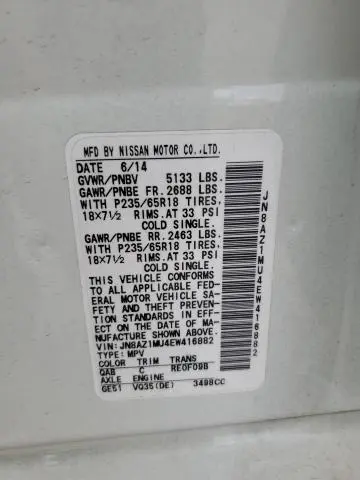 MFD BY NISSAN MOTOR CO.,LTD.
DATE 6/14
GVWR/PNBV 5133 LBS.
GAWR/PNBE FR. 2688 LBS.
WITH P235/65R18 TIRES,
18×7½ RIMS.AT 33 PSI
COLD SINGLE.
GAWR/PNBE RR. 2463 LBS.
WITH P235/65R18 TIRES,
18×7½ RIMS.AT 33 PSI
COLD SINGLE.
THIS VEHICLE CONFORMS
TO ALL APPLICABLE FED-
ERAL MOTOR VEHICLE SA-
FETY AND THEFT PREVEN-
TION STANDARDS IN EFF-
ECT ON THE DATE OF MA-
NUFACTURE SHOWN ABOVE.
VIN: JN8AZ1MU4EW416882
TYPE: MPV
COLOR TRIM TRANS
QAB C RE0F09B
AXLE ENGINE
GE51 VQ35(DE) 3498CC
JN8AZ1MU4EW416882